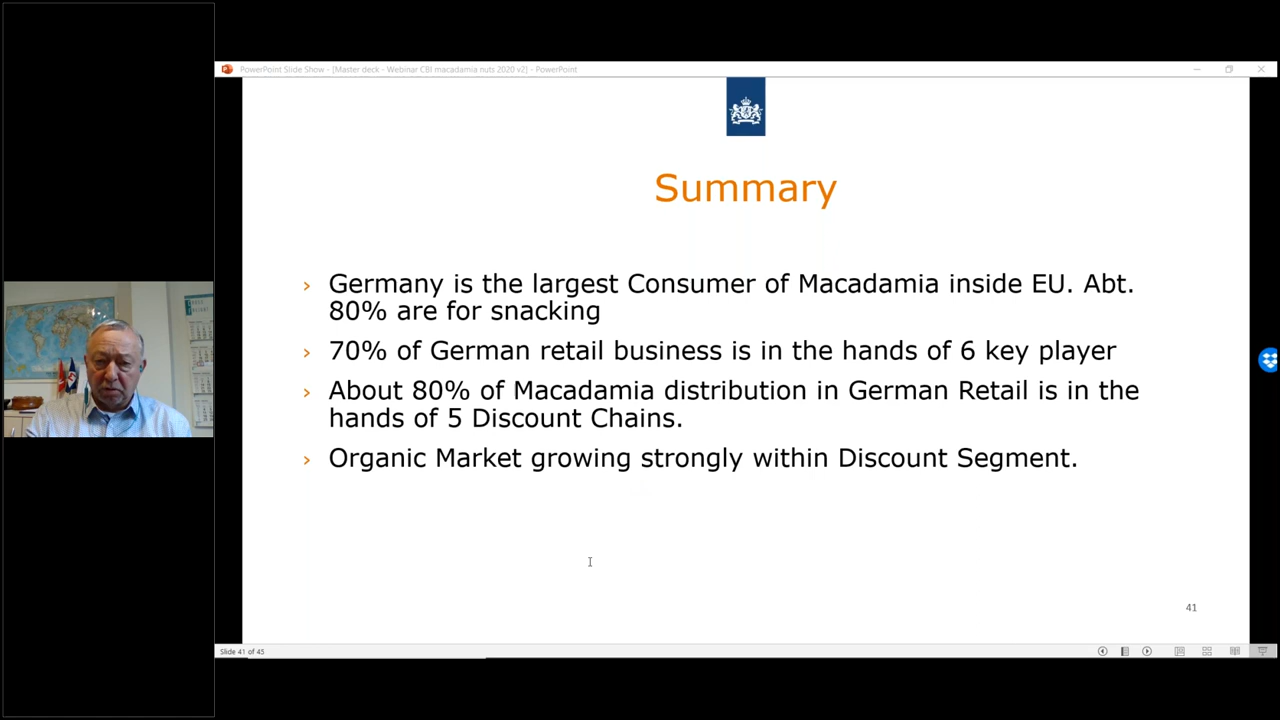 PowerPoint Slide Show - [Master deck - Webinar CBI macadamia nuts 2020 v2] - PowerPoint
Summary
› Germany is the largest Consumer of Macadamia inside EU. Abt.
80% are for snacking
› 70% of German retail business is in the hands of 6 key player
› About 80% of Macadamia distribution in German Retail is in the
hands of 5 Discount Chains.
› Organic Market growing strongly within Discount Segment.
41
Slide 41 of 45